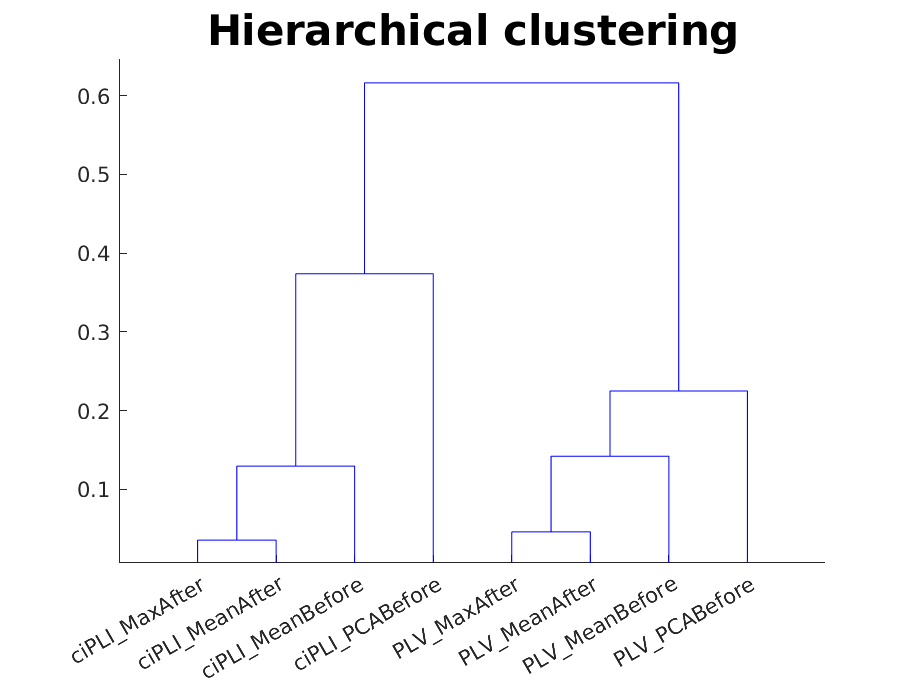 Hierarchical clustering
0.6
0.5
0.4
0.3
0.2
0.1
ciPLI_MaxAfter
ciPLI_MeanAfter
ciPLI_MeanBefore
ciPLI_PCABefore
PLV_MaxAfter
PLV_MeanAfter
PLV_MeanBefore
PLV_PCABefore